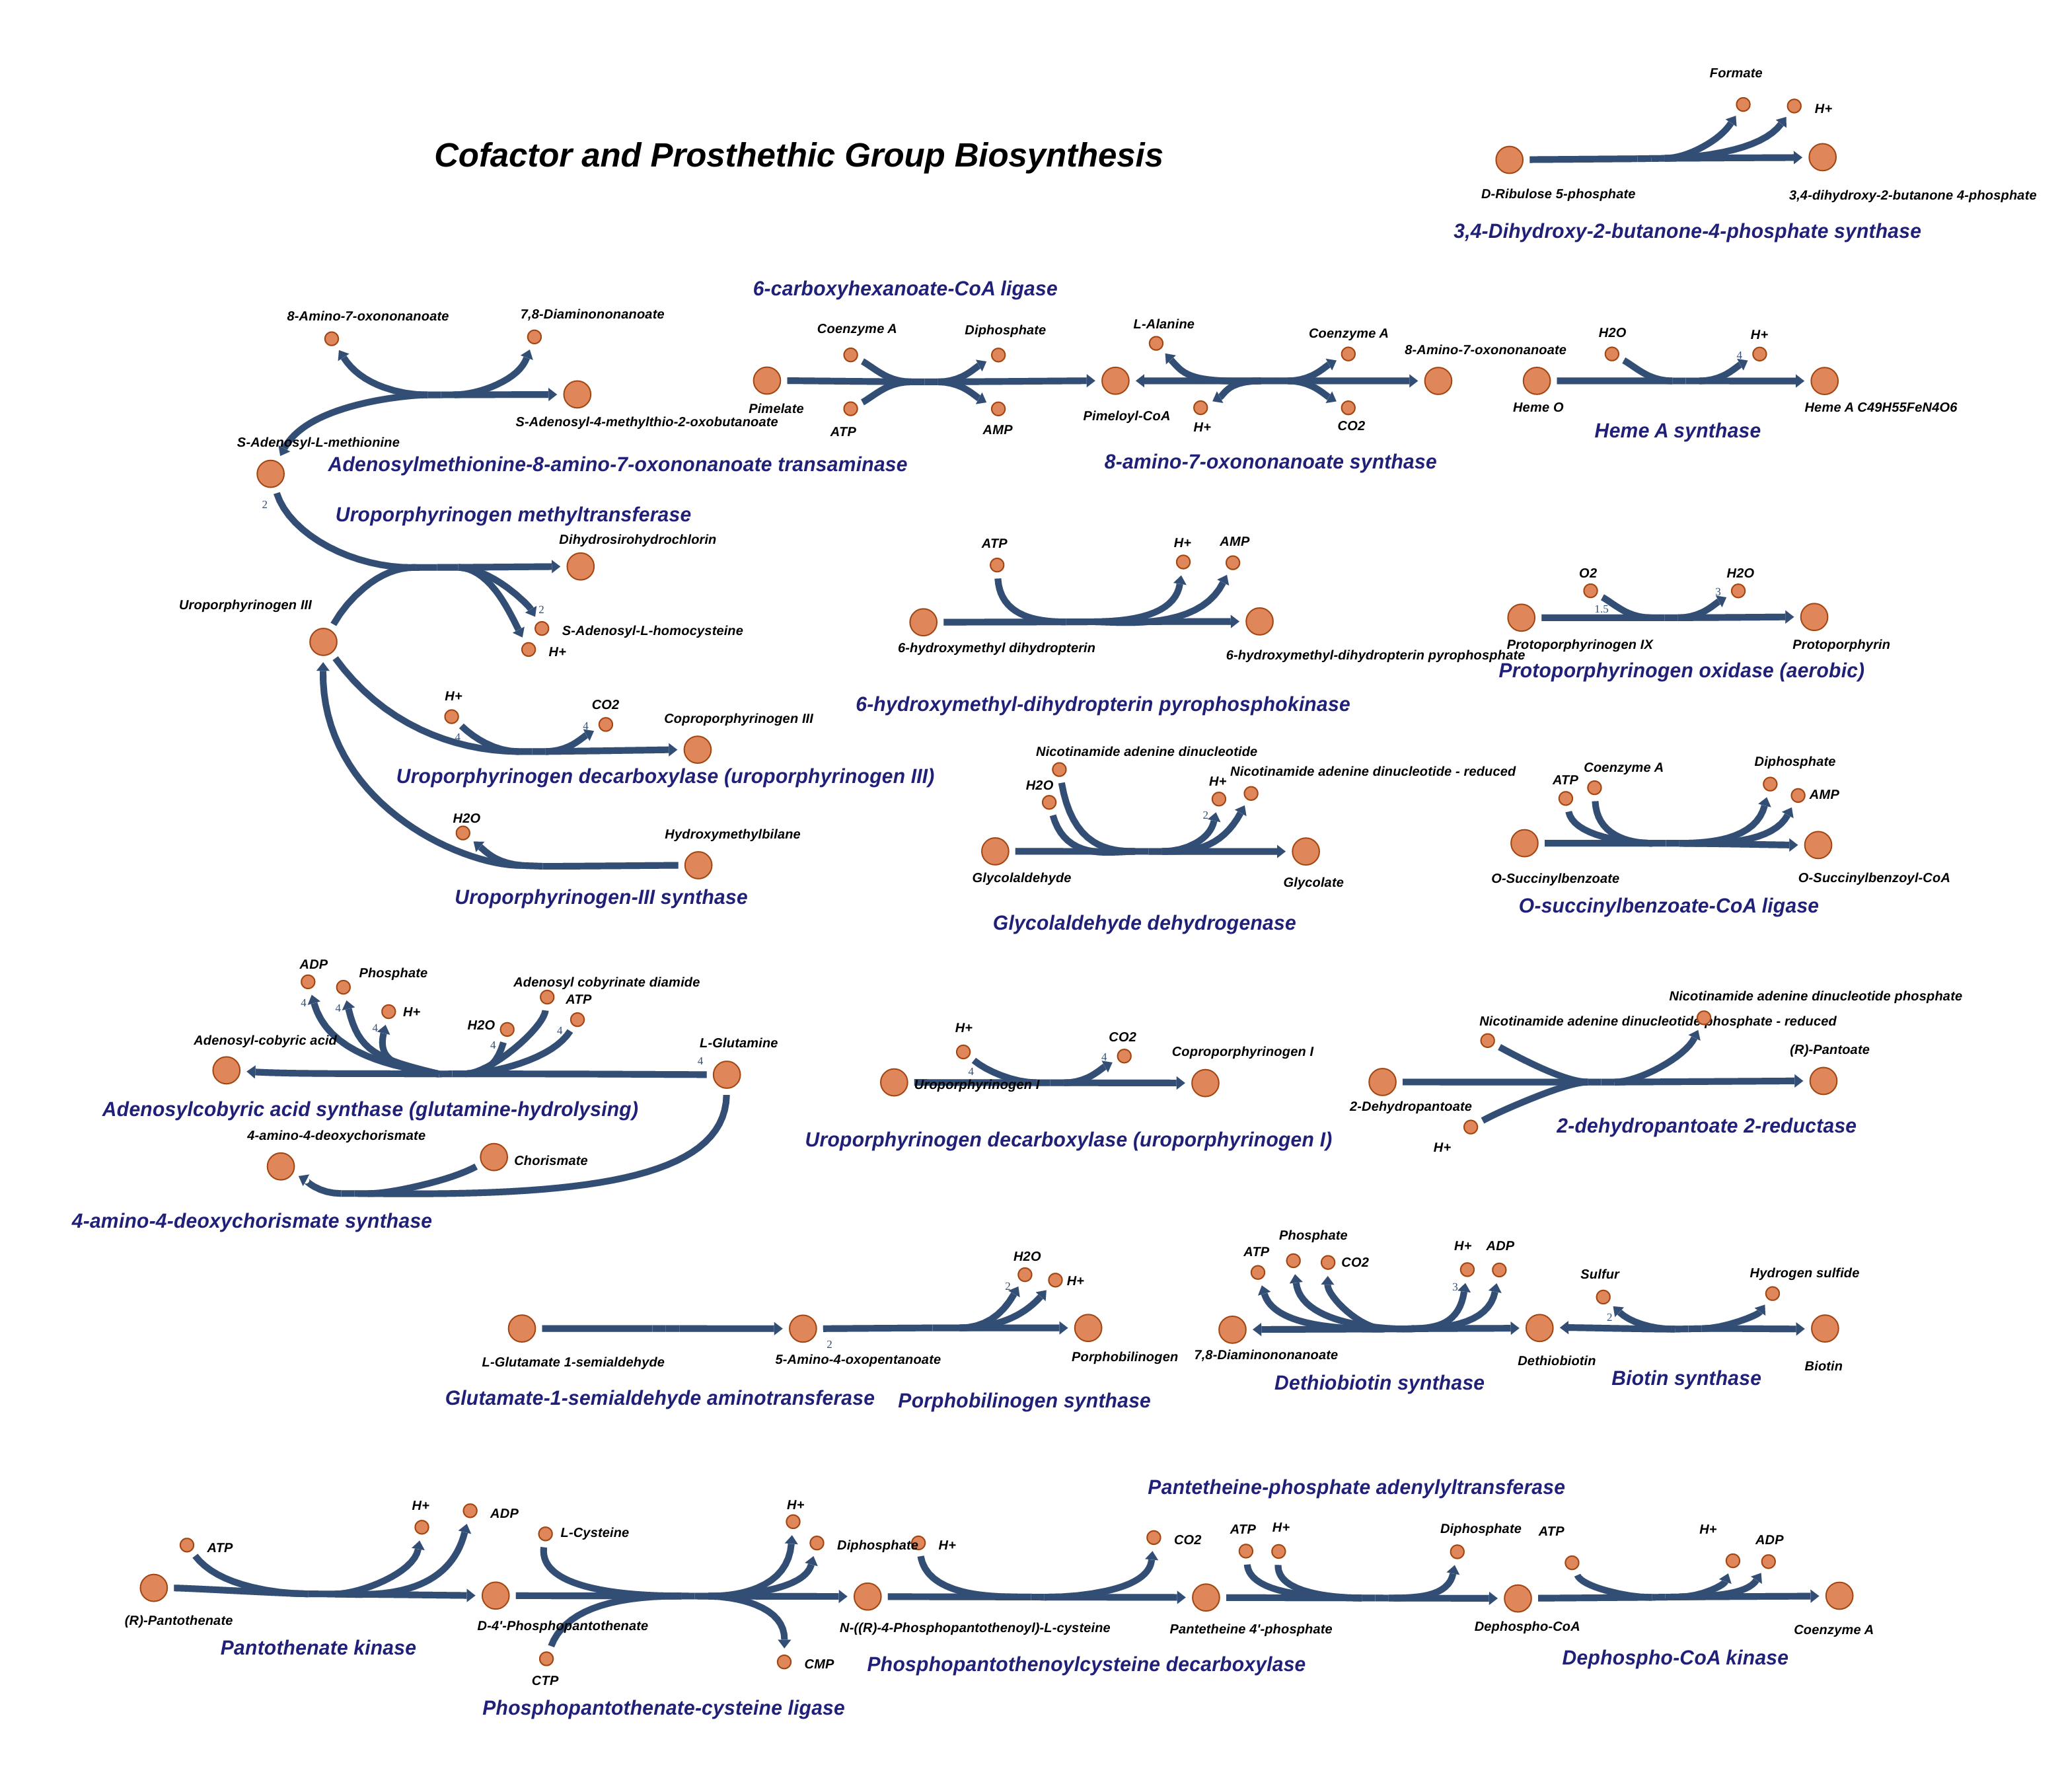 Formate
H+
Cofactor and Prosthethic Group Biosynthesis
D-Ribulose 5-phosphate
3,4-dihydroxy-2-butanone 4-phosphate
3,4-Dihydroxy-2-butanone-4-phosphate synthase
6-carboxyhexanoate-CoA ligase
8-Amino-7-oxononanoate
7,8-Diaminononanoate
Coenzyme A
Diphosphate
L-Alanine
Coenzyme A
8-Amino-7-oxononanoate
H2O
H+
4
S-Adenosyl-4-methylthio-2-oxobutanoate
Pimelate
ATP
AMP
Pimeloyl-CoA
H+
CO2
Heme O
Heme A C49H55FeN4O6
Heme A synthase
S-Adenosyl-L-methionine
Adenosylmethionine-8-amino-7-oxononanoate transaminase
8-amino-7-oxononanoate synthase
2
Uroporphyrinogen methyltransferase
Dihydrosirohydrochlorin
Uroporphyrinogen III
2
S-Adenosyl-L-homocysteine
H+
ATP
H+
AMP
6-hydroxymethyl dihydropterin
6-hydroxymethyl-dihydropterin pyrophosphate
6-hydroxymethyl-dihydropterin pyrophosphokinase
O2
1.5
H2O
3
Protoporphyrinogen IX
Protoporphyrin
Protoporphyrinogen oxidase (aerobic)
H+
4
CO2
4
Coproporphyrinogen III
Uroporphyrinogen decarboxylase (uroporphyrinogen III)
H2O
Hydroxymethylbilane
Uroporphyrinogen-III synthase
Nicotinamide adenine dinucleotide
H2O
H+
2
Nicotinamide adenine dinucleotide - reduced
Glycolaldehyde
Glycolate
Glycolaldehyde dehydrogenase
ATP
Coenzyme A
Diphosphate
AMP
O-Succinylbenzoate
O-Succinylbenzoyl-CoA
O-succinylbenzoate-CoA ligase
ADP
4
Phosphate
4
H+
4
Adenosyl cobyrinate diamide
ATP
4
H2O
4
Adenosyl-cobyric acid
L-Glutamine
4
Adenosylcobyric acid synthase (glutamine-hydrolysing)
4-amino-4-deoxychorismate
Chorismate
4-amino-4-deoxychorismate synthase
H+
4
CO2
4
Uroporphyrinogen I
Coproporphyrinogen I
Uroporphyrinogen decarboxylase (uroporphyrinogen I)
Nicotinamide adenine dinucleotide phosphate
Nicotinamide adenine dinucleotide phosphate - reduced
(R)-Pantoate
2-Dehydropantoate
H+
2-dehydropantoate 2-reductase
L-Glutamate 1-semialdehyde
Glutamate-1-semialdehyde aminotransferase
H2O
2
H+
2
5-Amino-4-oxopentanoate
Porphobilinogen
Porphobilinogen synthase
ATP
Phosphate
CO2
H+
3
ADP
7,8-Diaminononanoate
Dethiobiotin
Dethiobiotin synthase
Sulfur
2
Hydrogen sulfide
Biotin
Biotin synthase
Pantetheine-phosphate adenylyltransferase
ATP
H+
ADP
(R)-Pantothenate
Pantothenate kinase
L-Cysteine
H+
Diphosphate
D-4'-Phosphopantothenate
CTP
CMP
Phosphopantothenate-cysteine ligase
H+
CO2
N-((R)-4-Phosphopantothenoyl)-L-cysteine
Phosphopantothenoylcysteine decarboxylase
ATP
H+
Diphosphate
Pantetheine 4'-phosphate
Dephospho-CoA
ATP
H+
ADP
Coenzyme A
Dephospho-CoA kinase